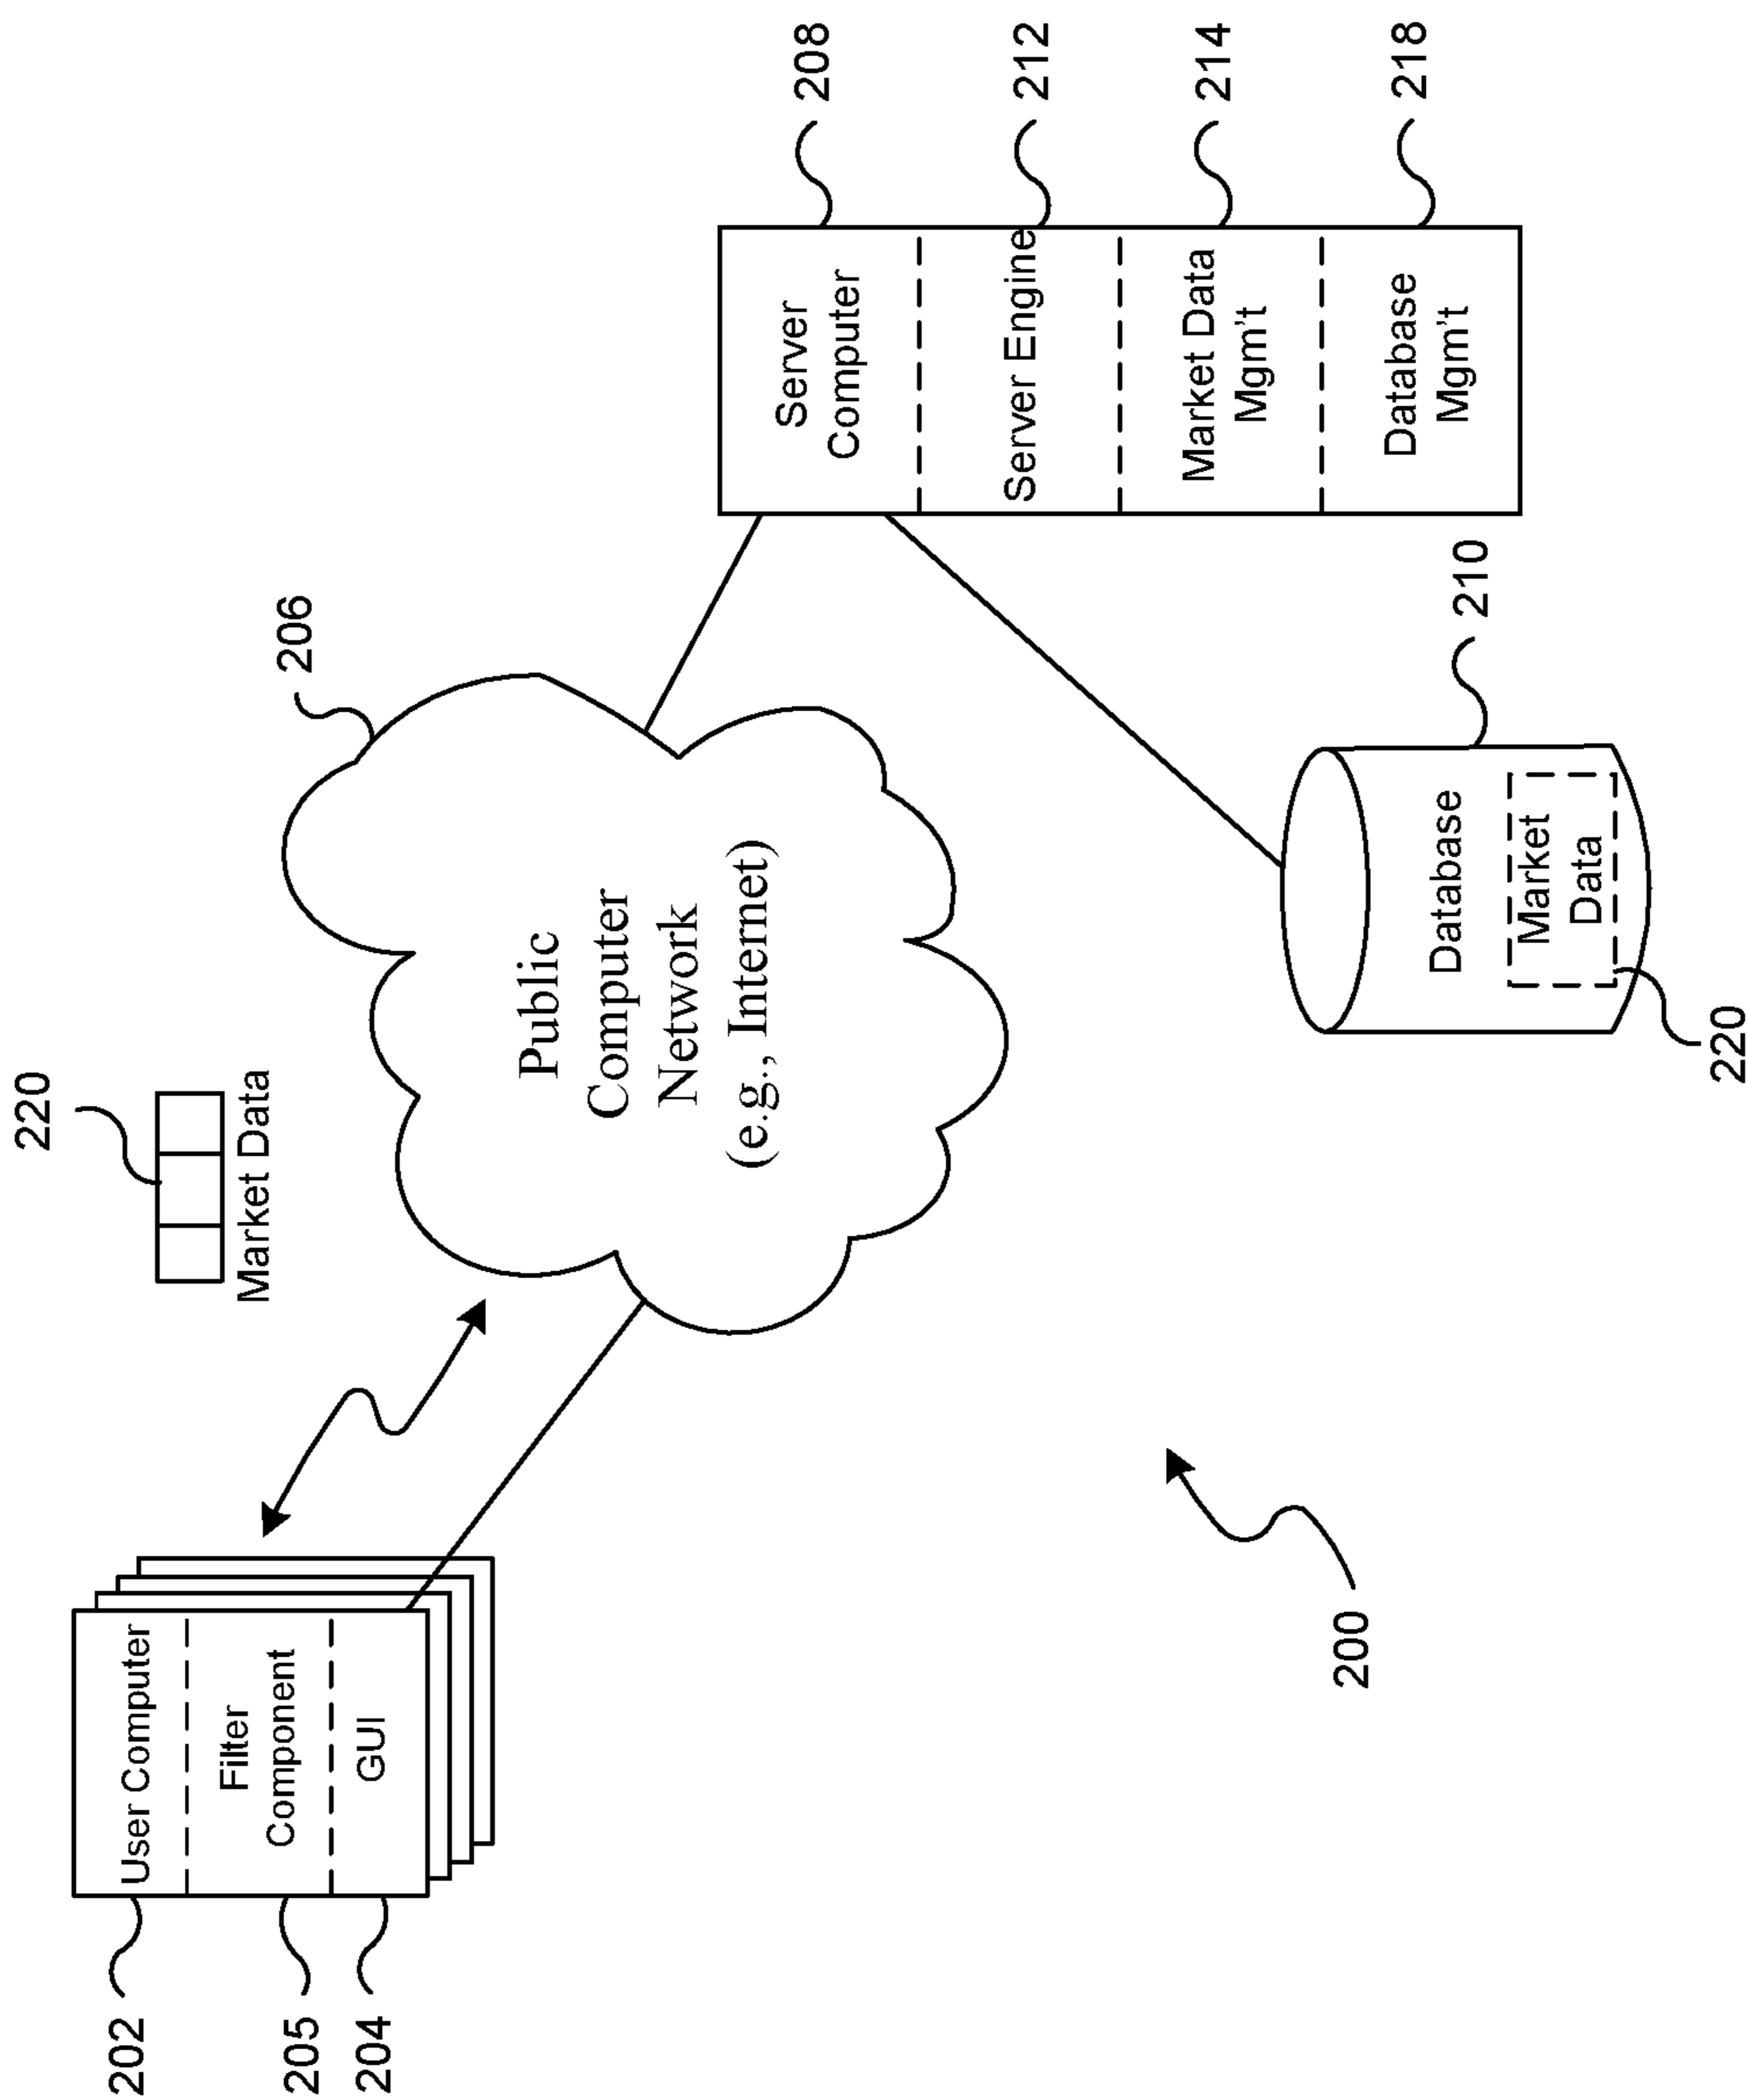 220
Market Data
206
202
User Computer
205
Filter
Component
204
GUI
Public
Computer
Network
(e.g., Internet)
Server
Computer
208
Server Engine
212
Market Data
Mgm't
214
Database
Mgm't
218
210
Database
Market
Data
220
200